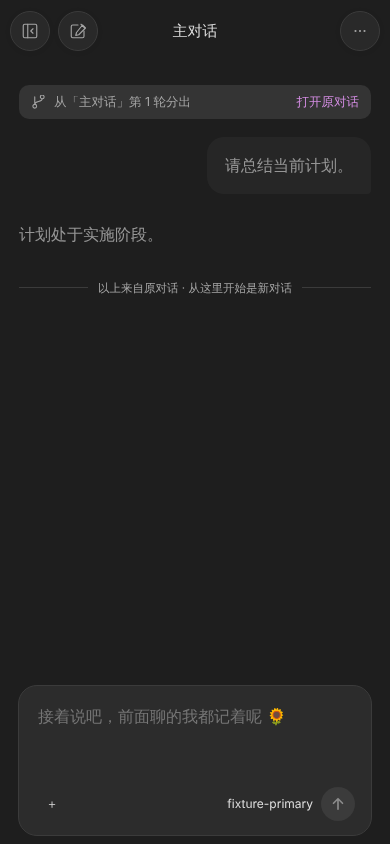 主对话
从「主对话」第 1 轮分出
打开原对话
请总结当前计划。
计划处于实施阶段。
以上来自原对话 · 从这里开始是新对话
接着说吧，前面聊的我都记着呢 🌻
+
fixture-primary